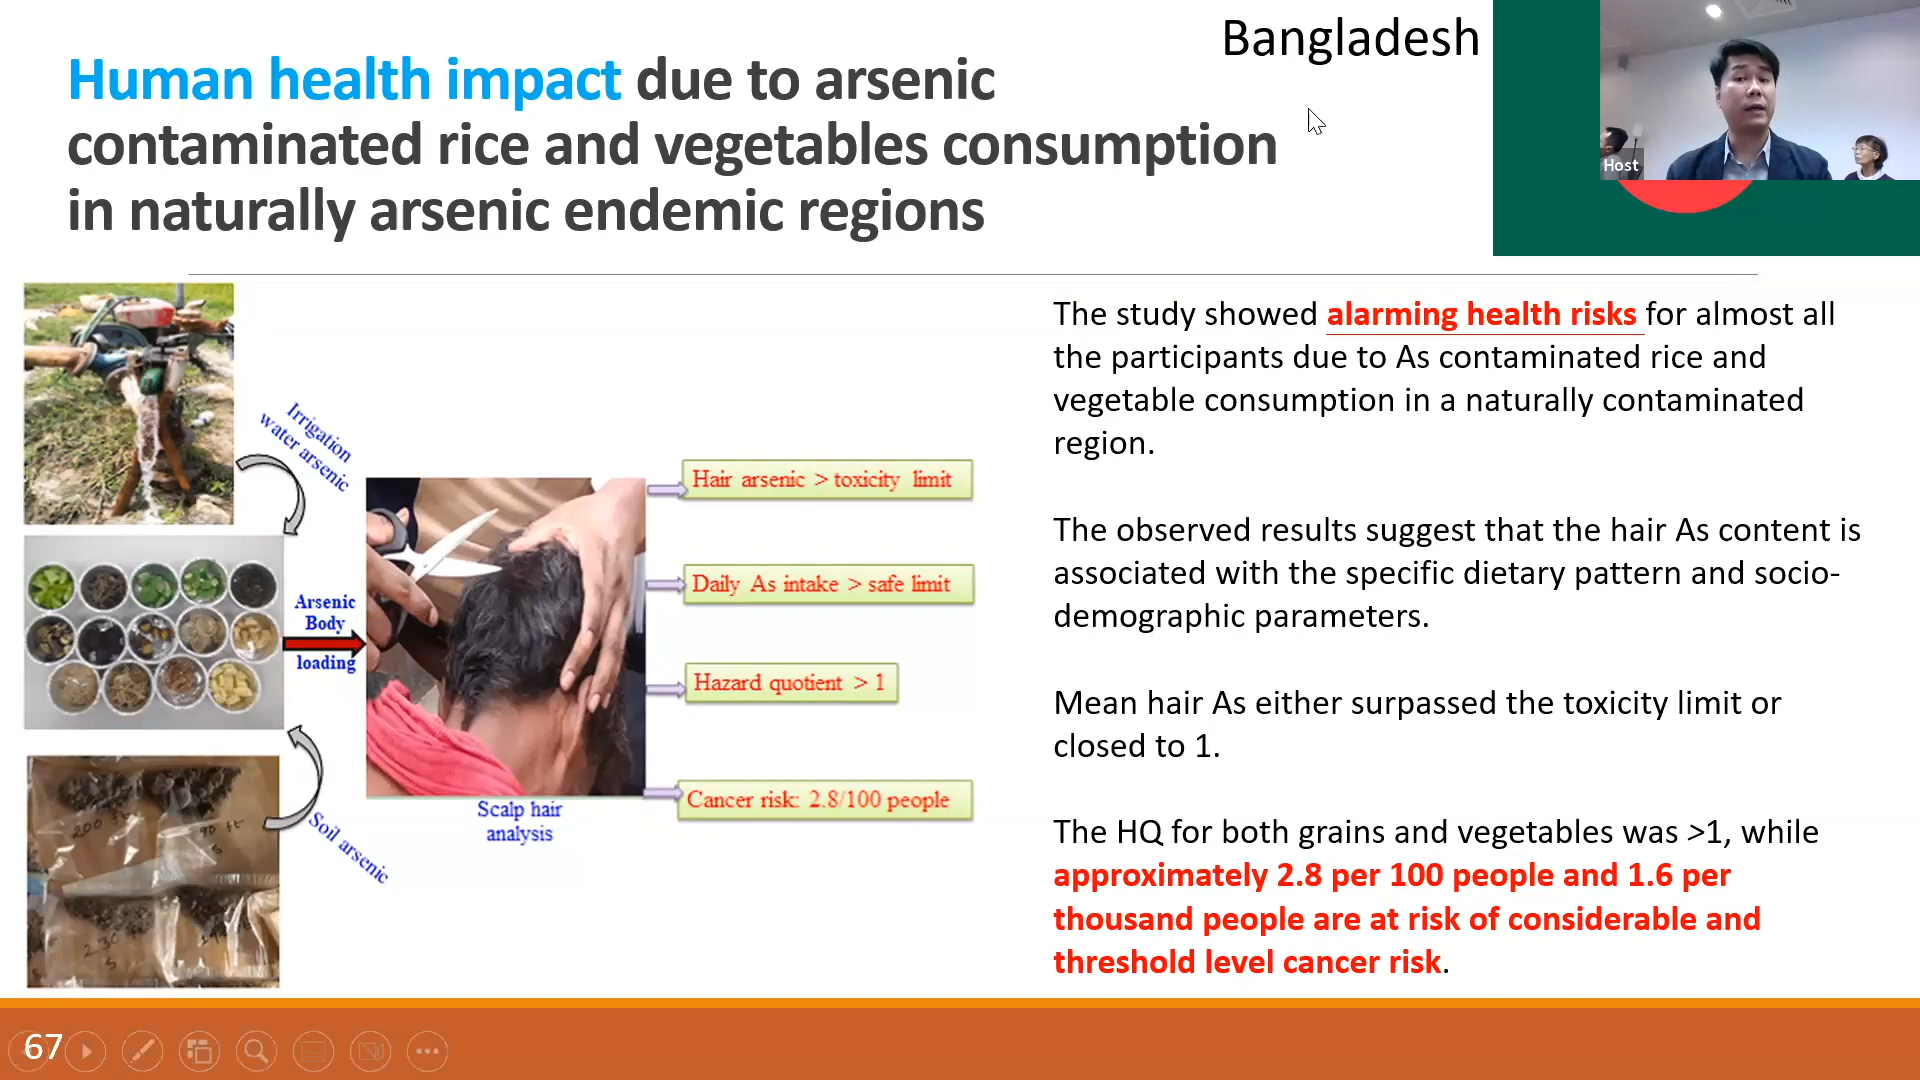 Bangladesh
Human health impact due to arsenic
contaminated rice and vegetables consumption
in naturally arsenic endemic regions
Host
The study showed alarming health risks for almost all
the participants due to As contaminated rice and
vegetable consumption in a naturally contaminated
region.
The observed results suggest that the hair As content is
associated with the specific dietary pattern and socio-
demographic parameters.
Mean hair As either surpassed the toxicity limit or
closed to 1.
The HQ for both grains and vegetables was >1, while
approximately 2.8 per 100 people and 1.6 per
thousand people are at risk of considerable and
threshold level cancer risk.
Irrigation
water arsenic
Arsenic
Body
loading
Soil arsenic
Scalp hair
analysis
Hair arsenic > toxicity limit
Daily As intake > safe limit
Hazard quotient > 1
Cancer risk: 2.8/100 people
200 ft
90 ft
67